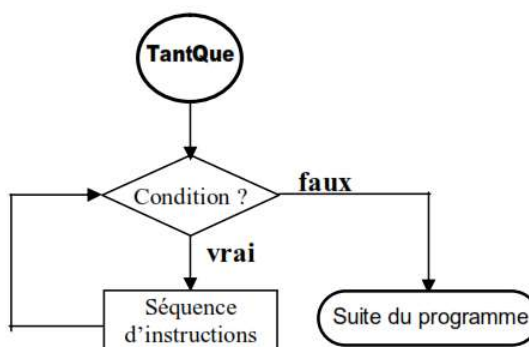 TantQue
Condition ?
faux
vrai
Séquence
d'instructions
Suite du programme